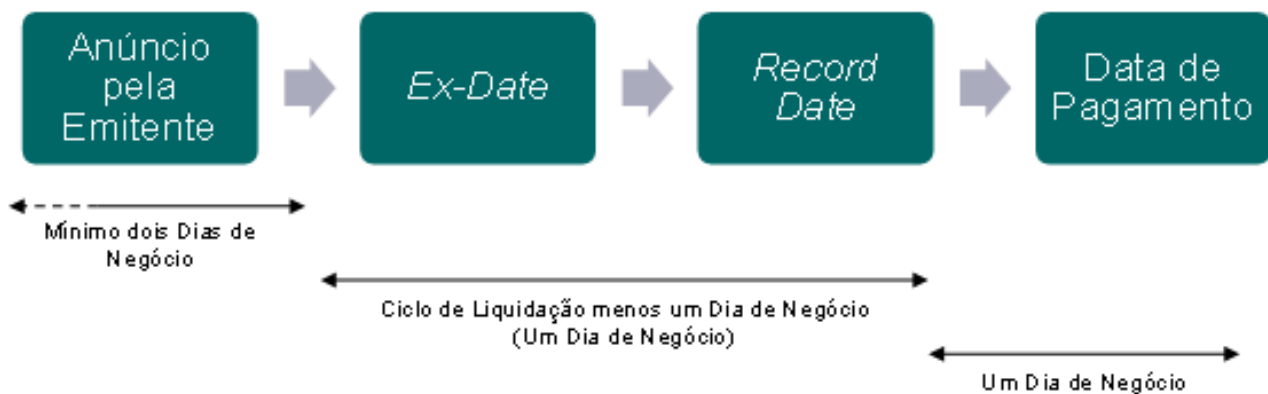 Anúncio
pela
Emitente
Ex-Date
Record
Date
Data de
Pagamento
Mínimo dois Dias de
Negócio
Ciclo de Liquidação menos um Dia de Negócio
(Um Dia de Negócio)
Um Dia de Negócio